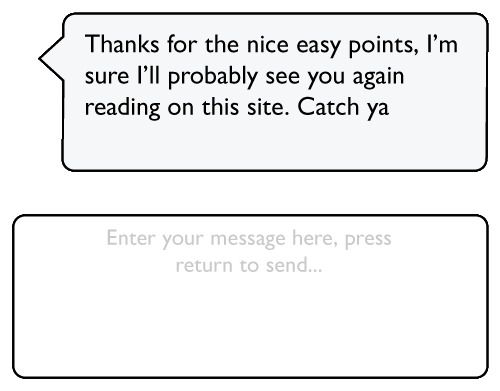 Thanks for the nice easy points, I'm
sure I'll probably see you again
reading on this site. Catch ya
Enter your message here, press
return to send...